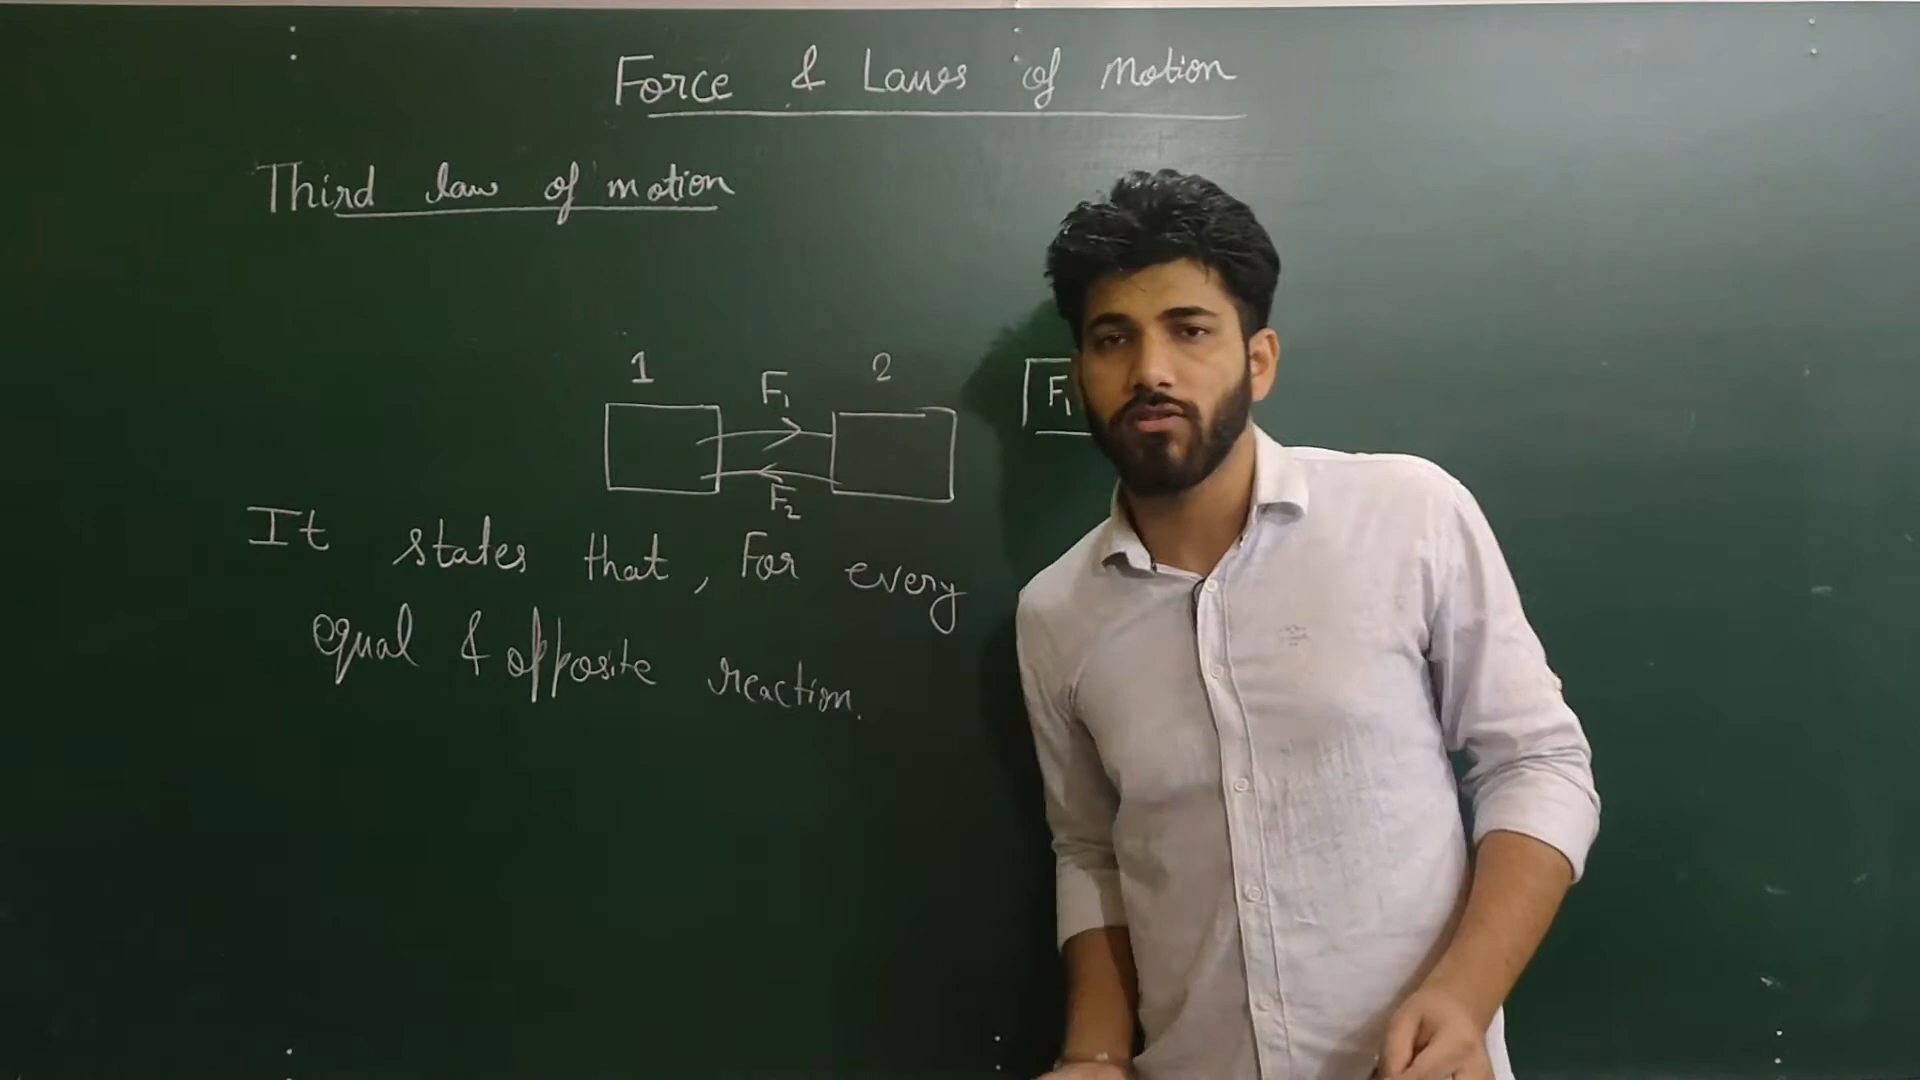 Force & Laws of Motion
Third law of motion
1 2
F₁
F₁
F₂
It states that, For every
equal & opposite reaction.